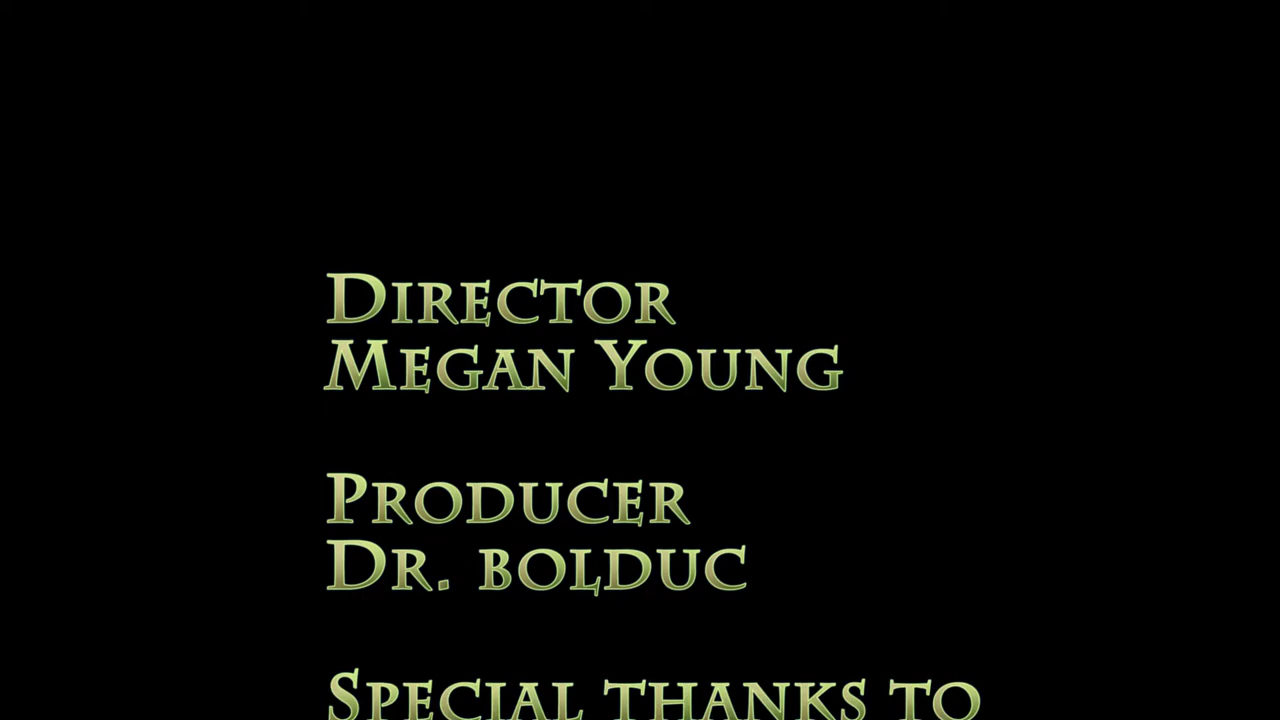 Director
Megan Young
Producer
Dr. bolduc
Special thanks to